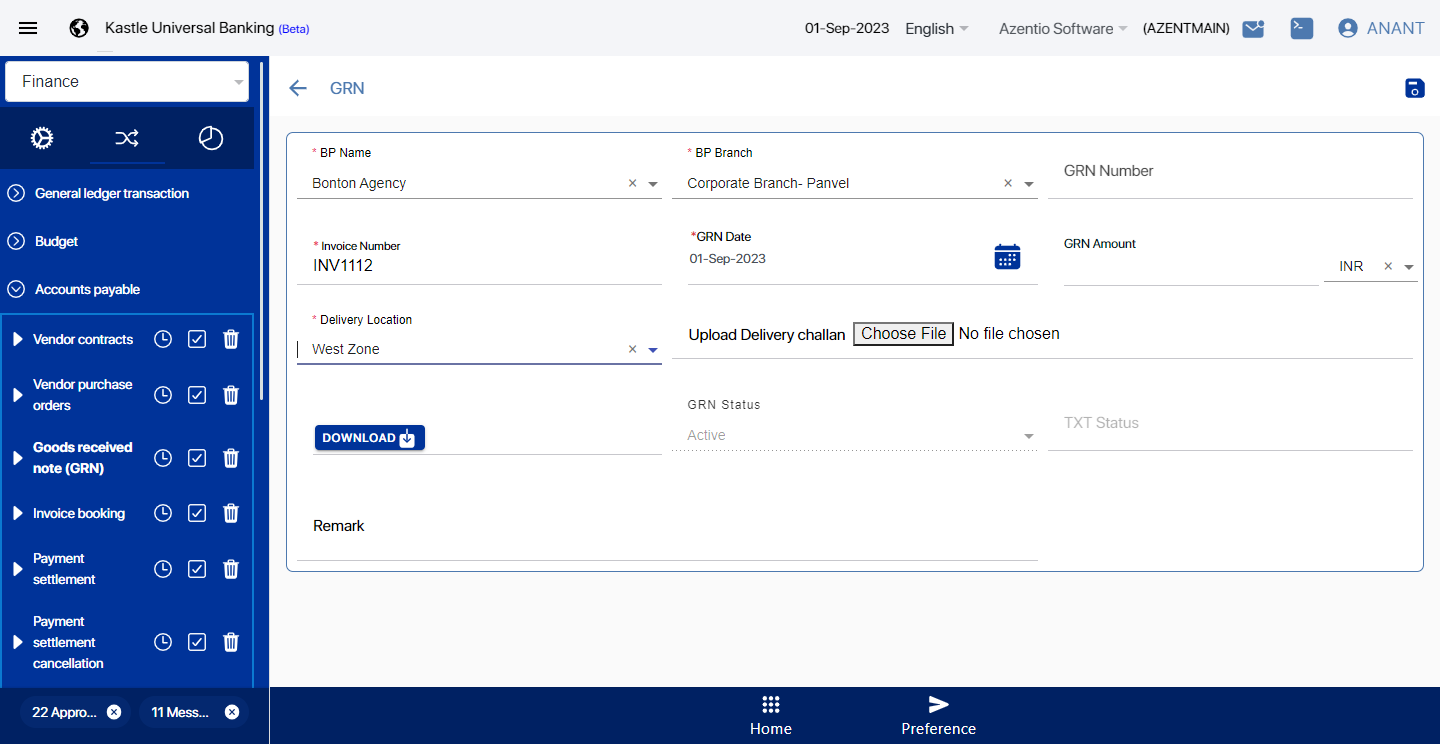 Kastle Universal Banking (Beta)
01-Sep-2023
English
Azentio Software
(AZENTMAIN)
ANANT
Finance
General ledger transaction
Budget
Accounts payable
Vendor contracts
Vendor purchase
orders
Goods received
note (GRN)
Invoice booking
Payment
settlement
Payment
settlement
cancellation
22 Appro...
11 Mess...
GRN
* BP Name
Bonton Agency
* BP Branch
Corporate Branch- Panvel
GRN Number
* Invoice Number
INV1112
*GRN Date
01-Sep-2023
GRN Amount
INR
* Delivery Location
West Zone
Upload Delivery challan Choose File No file chosen
DOWNLOAD
GRN Status
Active
TXT Status
Remark
Home
Preference